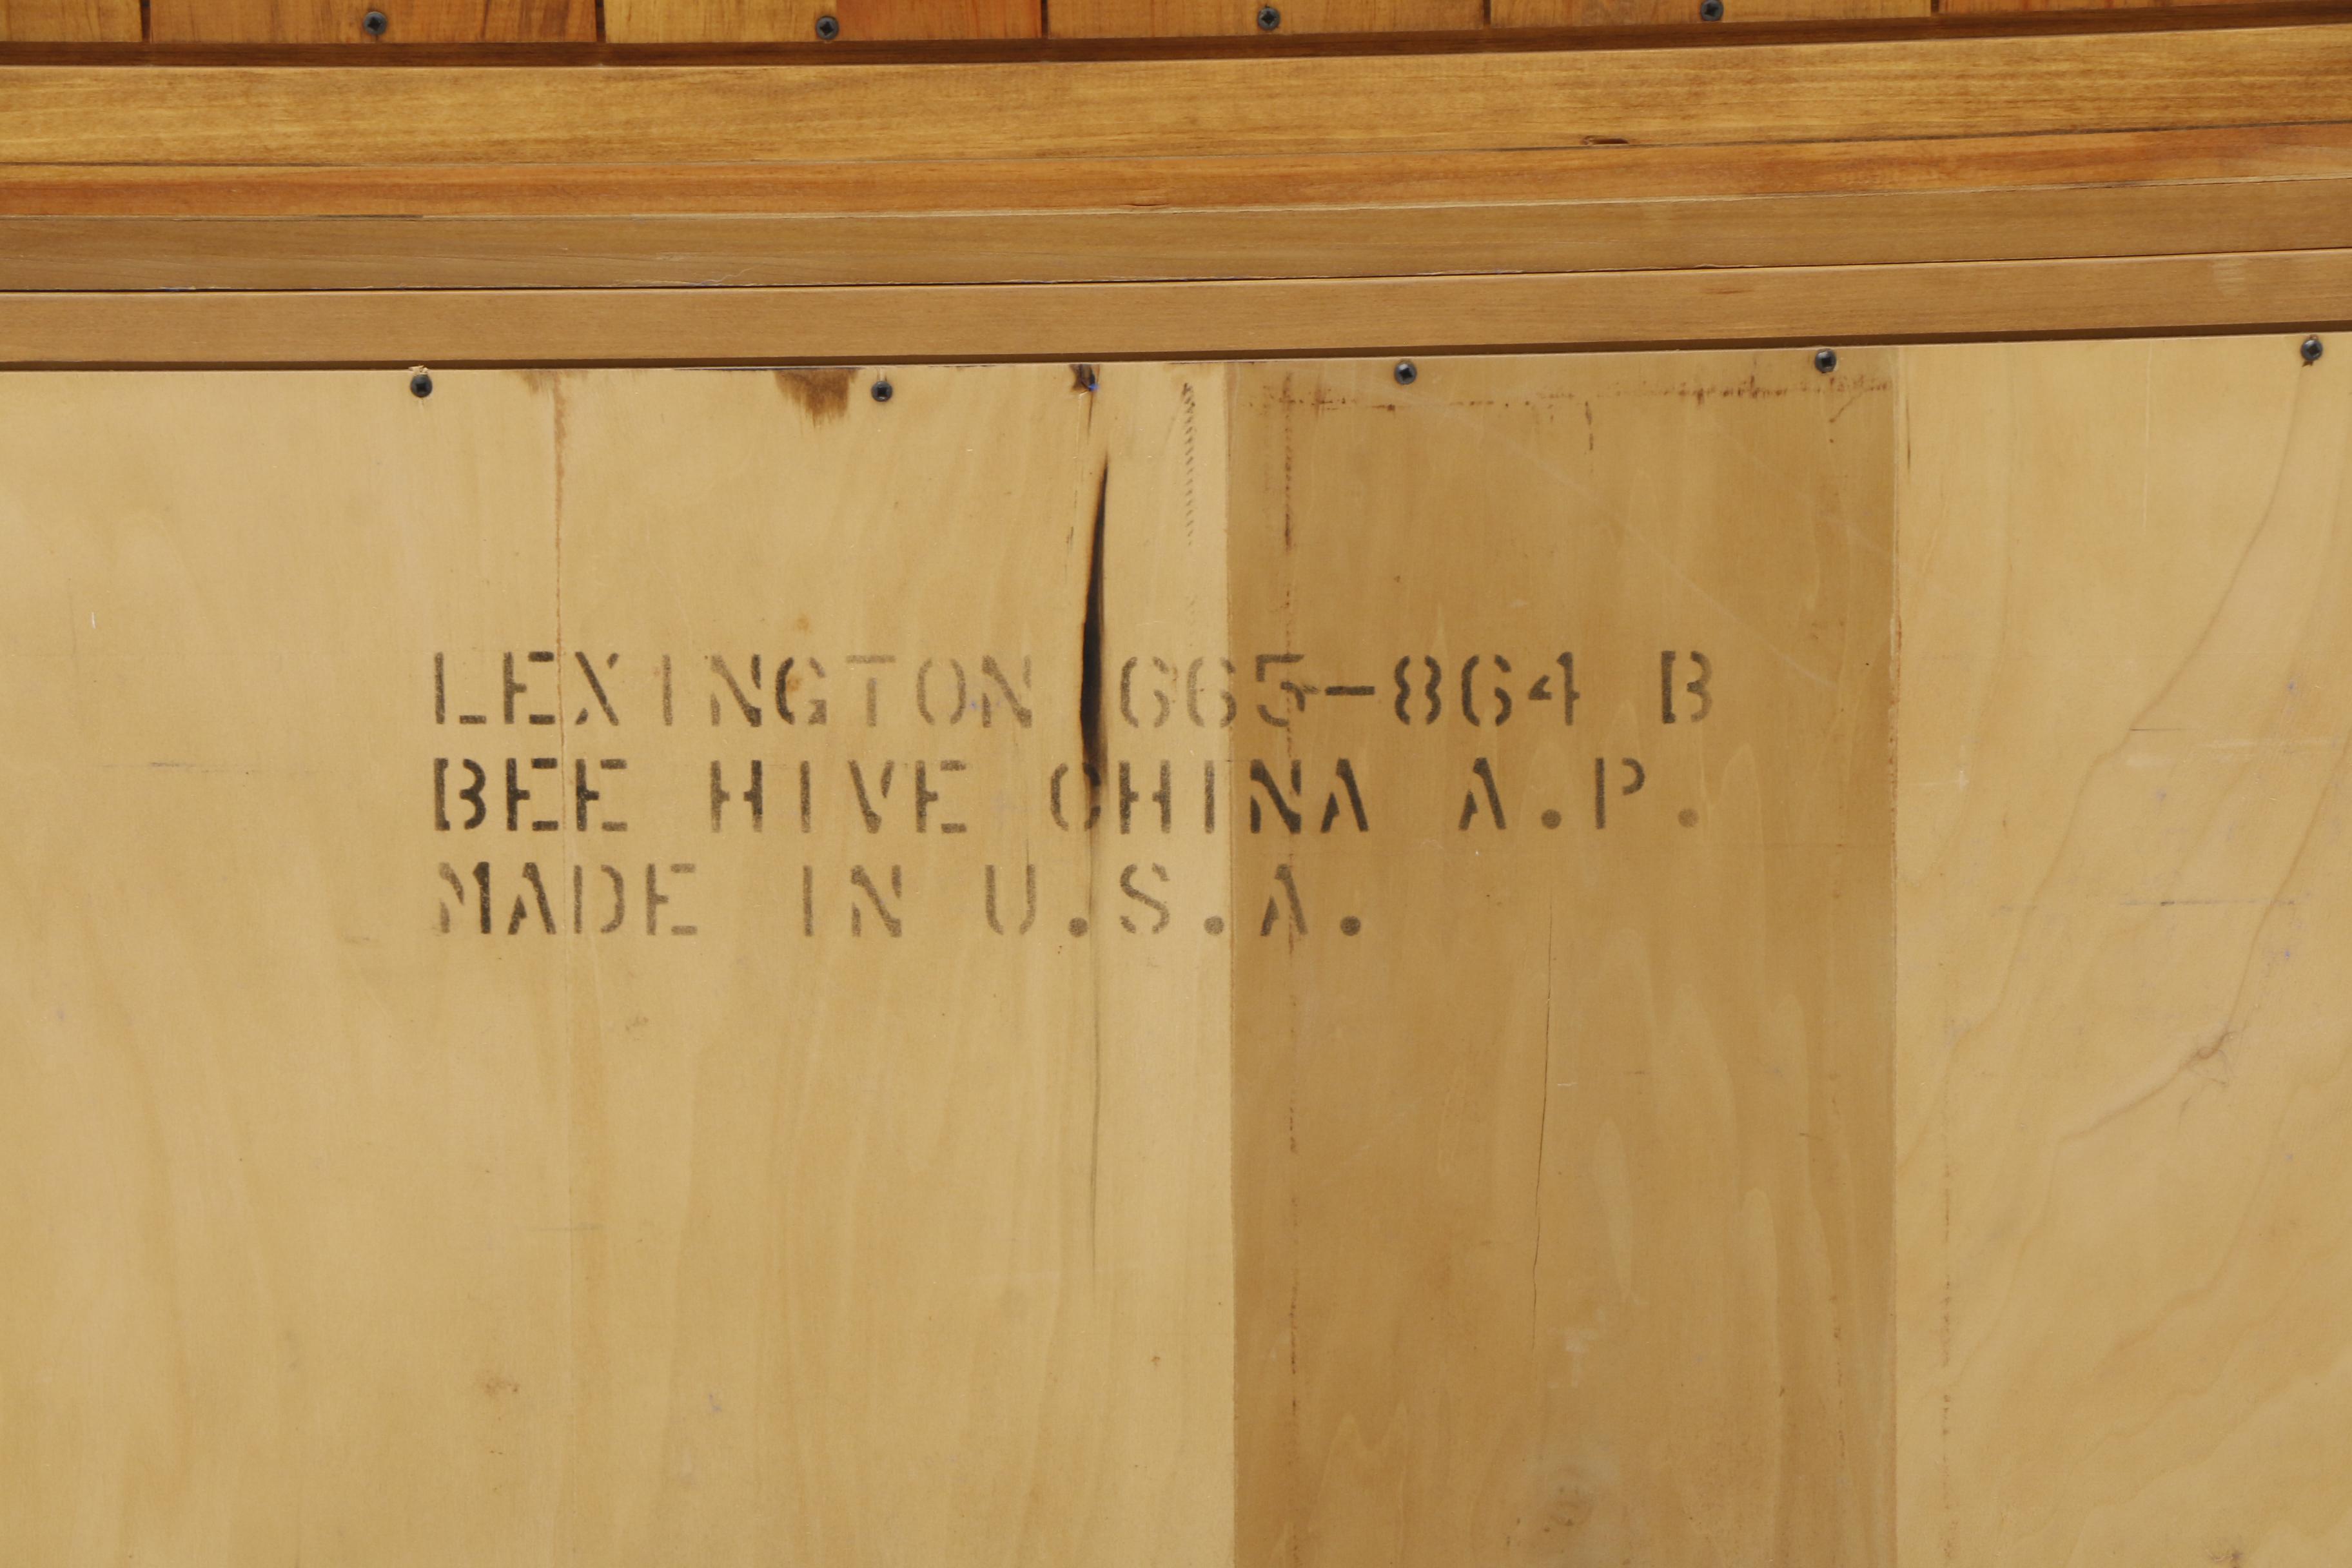 LEXINGTON 665-864 B
BEE HIVE CHINA A.P.
MADE IN U.S.A.